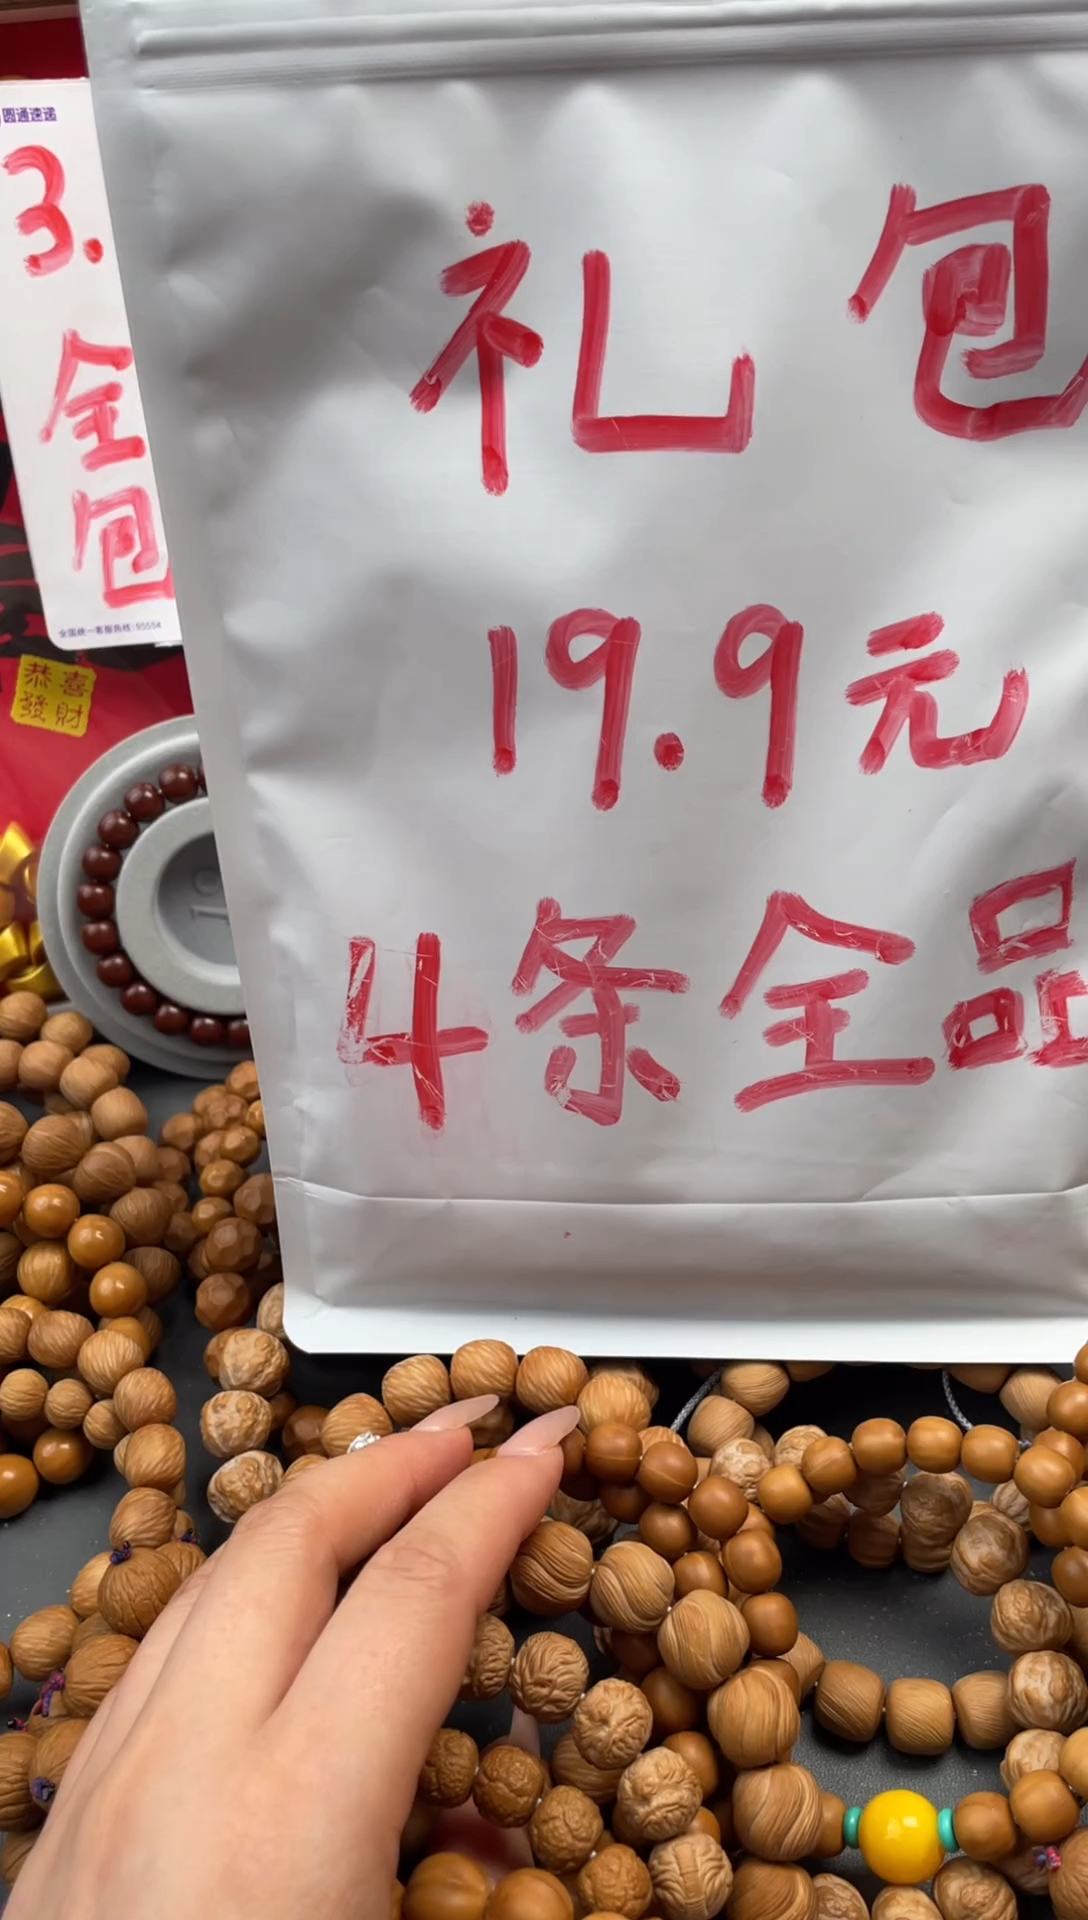 圆通速递
3.
全
包
全国统一客服热线:95554
恭喜
發財
礼包
19.9元
4条全品
19